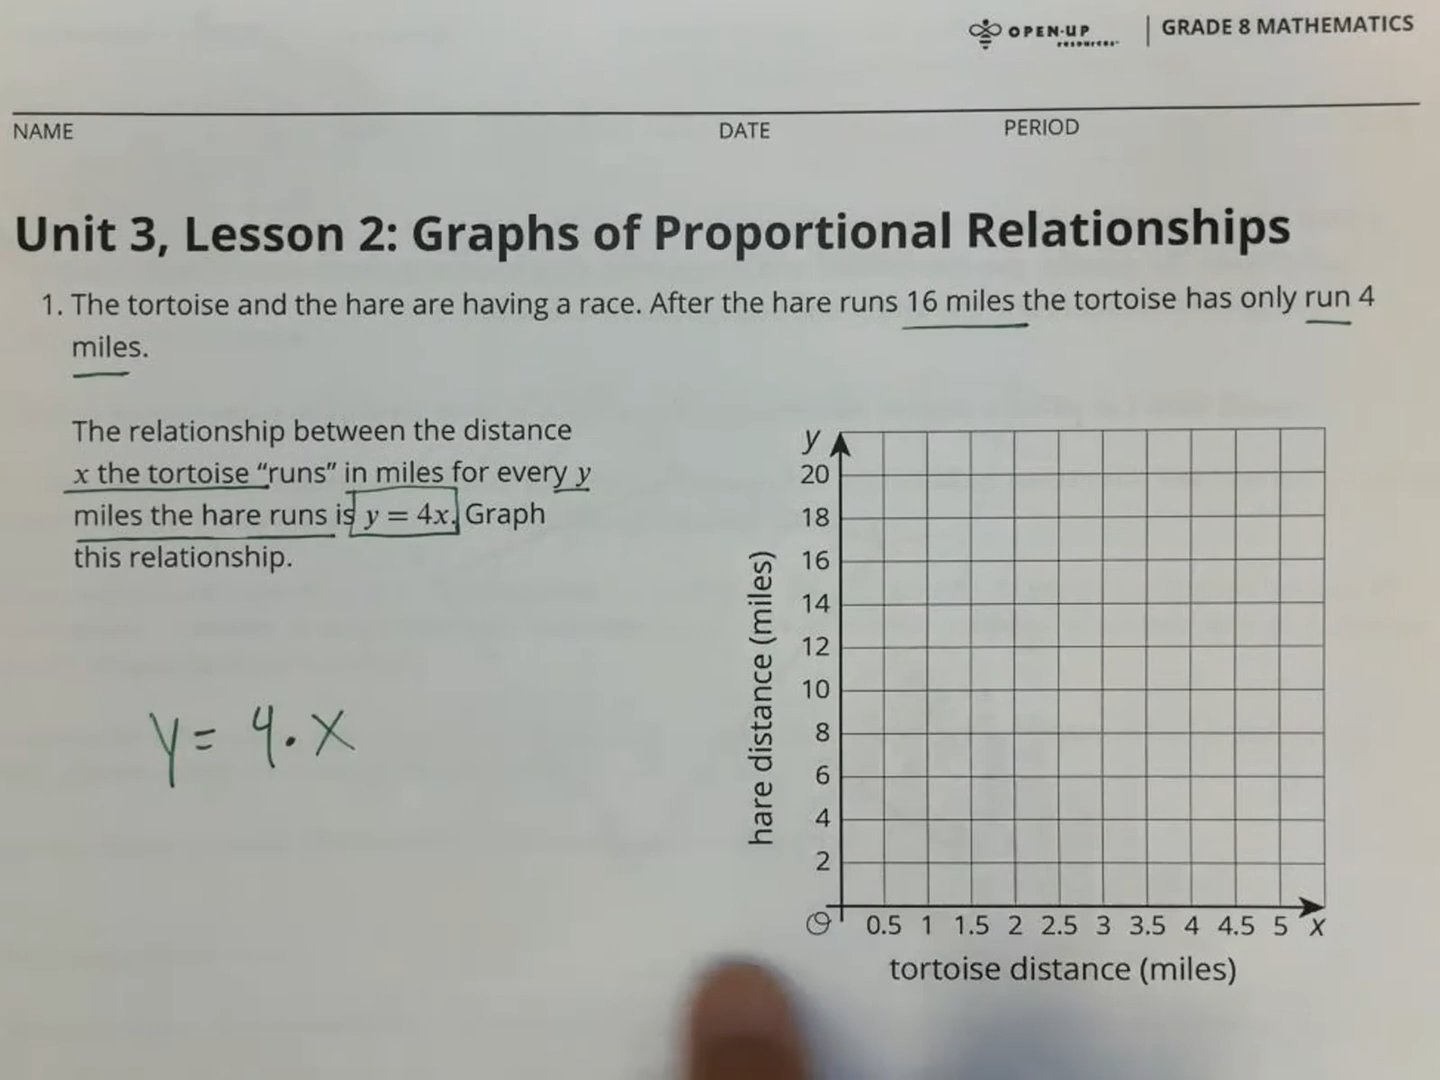 OPEN-UP resources | GRADE 8 MATHEMATICS
NAME DATE PERIOD
Unit 3, Lesson 2: Graphs of Proportional Relationships
1. The tortoise and the hare are having a race. After the hare runs 16 miles the tortoise has only run 4
miles.
The relationship between the distance
x the tortoise “runs” in miles for every y
miles the hare runs is y = 4x. Graph
this relationship.
y = 4 · x
y
20
18
16
14
12
10
8
6
4
2
hare distance (miles)
O 0.5 1 1.5 2 2.5 3 3.5 4 4.5 5 x
tortoise distance (miles)